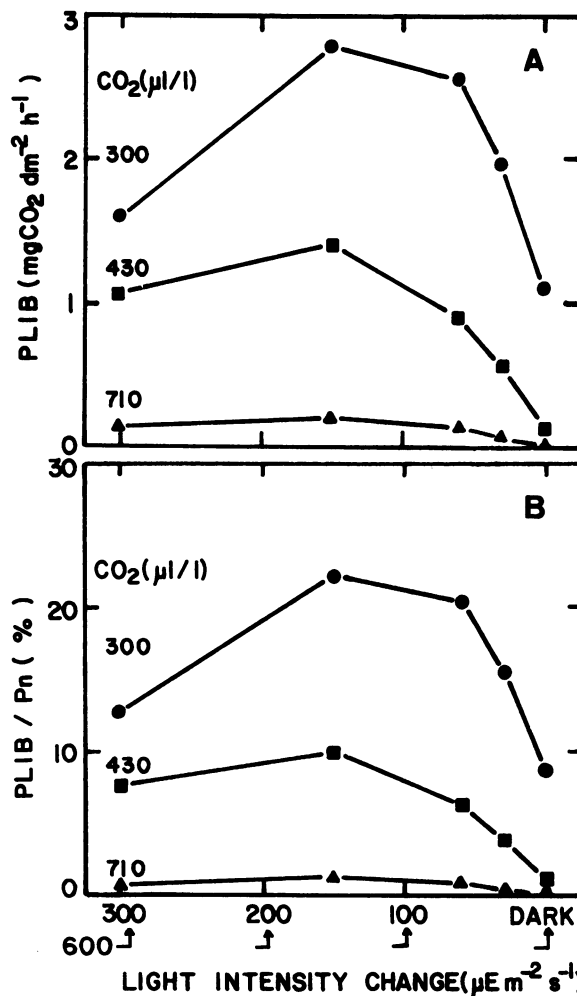 3
A
CO₂(µl/l)
300
2
430
1
710
0
PLIB (mgCO₂ dm⁻² h⁻¹)
30
B
CO₂(µl/l)
20
300
10
430
710
0
PLIB / Pn ( % )
300 200 100 DARK
600
LIGHT INTENSITY CHANGE(µE m⁻² s⁻¹)